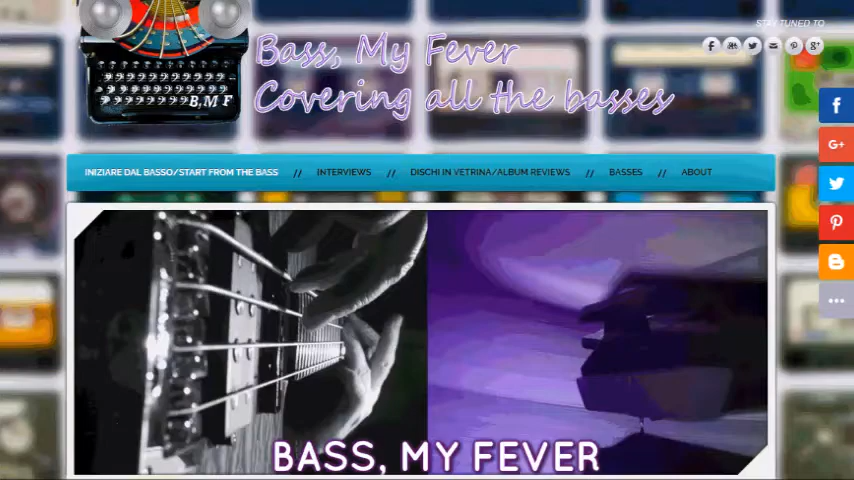 STAY TUNED TO
Bass, My Fever
Covering all the basses
B,M F
INIZIARE DAL BASSO/START FROM THE BASS // INTERVIEWS // DISCHI IN VETRINA/ALBUM REVIEWS // BASSES // ABOUT
BASS, MY FEVER